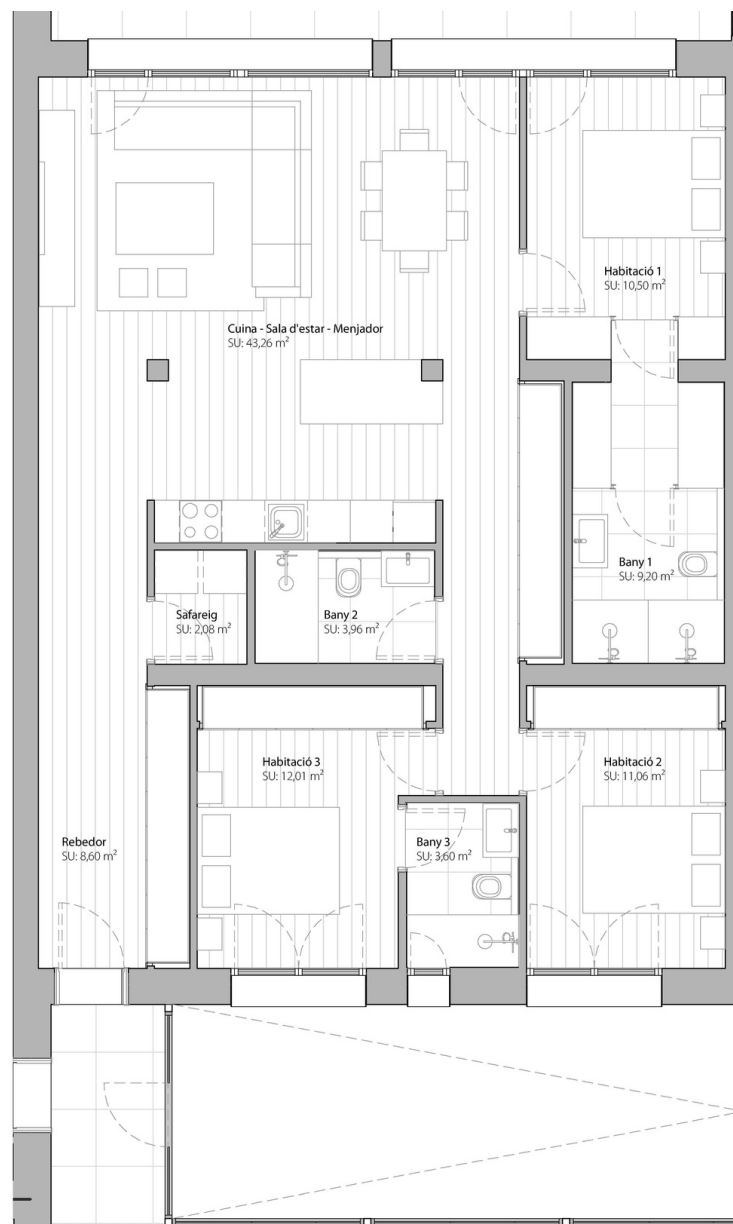 Habitació 1
SU: 10,50 m²
Cuina - Sala d'estar - Menjador
SU: 43,26 m²
Bany 1
SU: 9,20 m²
Safareig
SU: 2,08 m²
Bany 2
SU: 3,96 m²
Habitació 3
SU: 12,01 m²
Habitació 2
SU: 11,06 m²
Rebedor
SU: 8,60 m²
Bany 3
SU: 3,60 m²